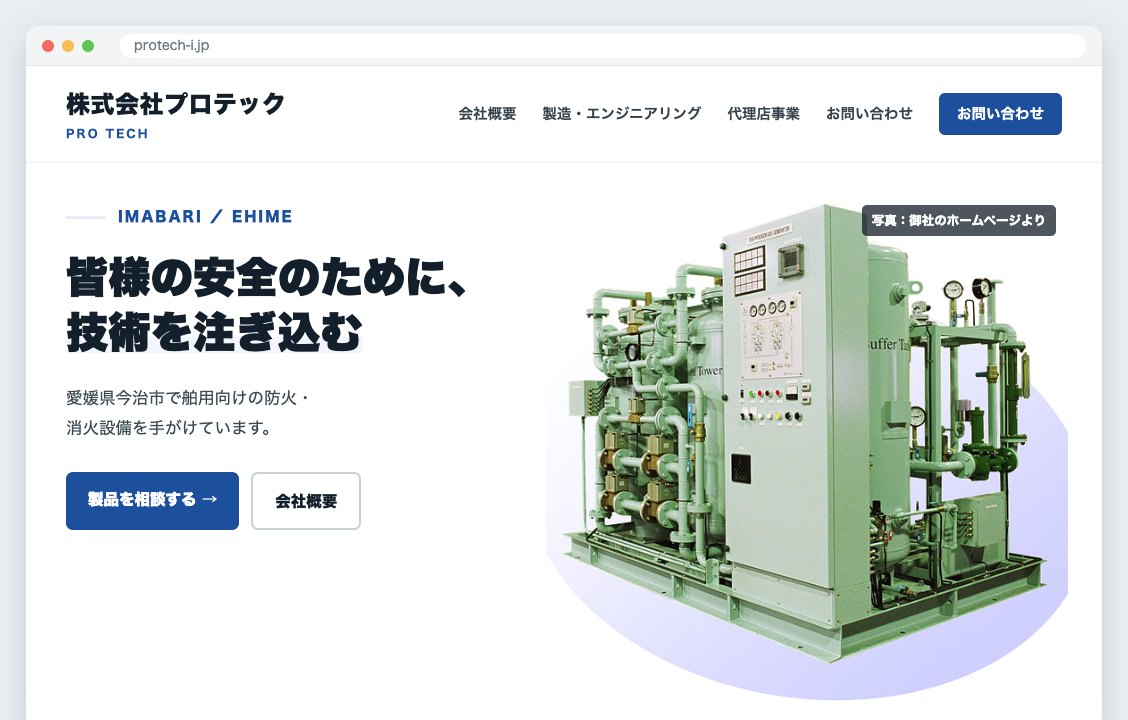 protech-i.jp
株式会社プロテック
PRO TECH
会社概要 製造・エンジニアリング 代理店事業 お問い合わせ お問い合わせ
IMABARI ／ EHIME
写真：御社のホームページより
皆様の安全のために、
技術を注ぎ込む
愛媛県今治市で舶用向けの防火・
消火設備を手がけています。
製品を相談する →
会社概要
Tower
uffer Tan